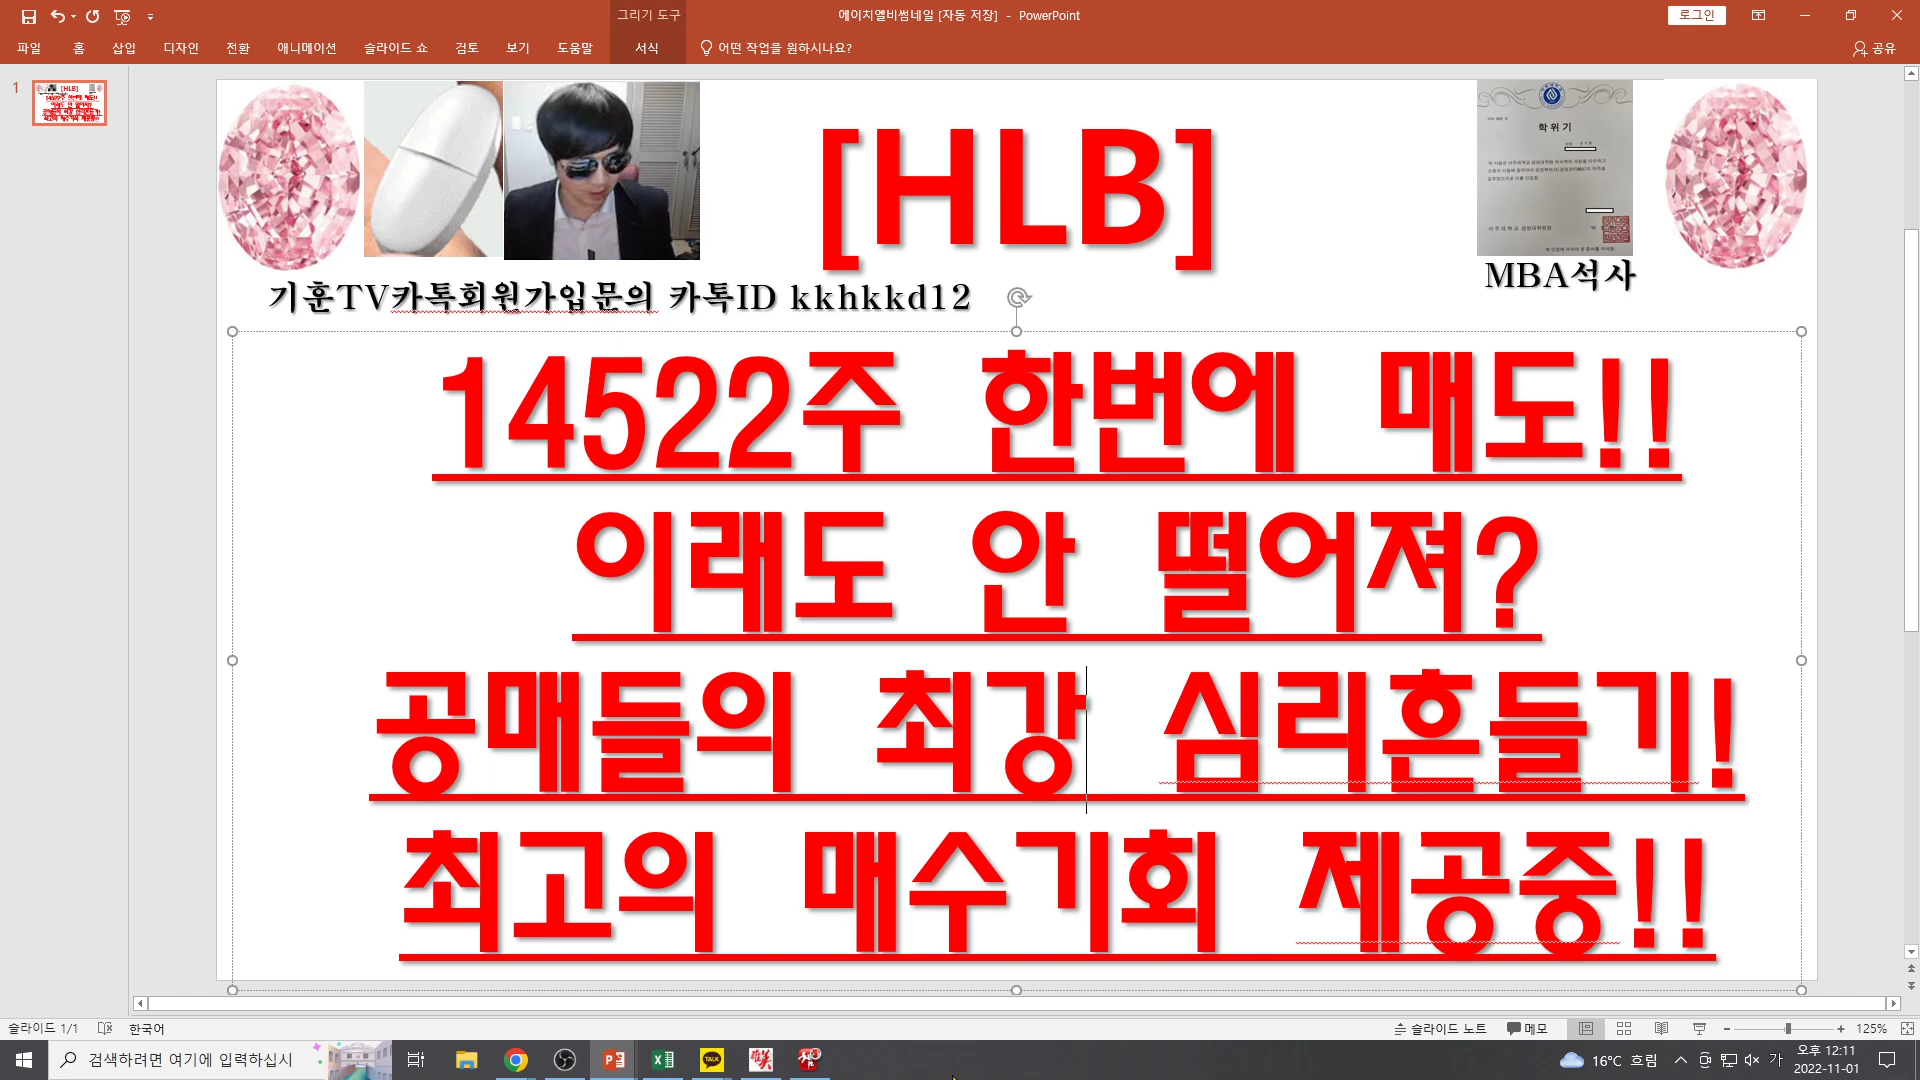 그리기 도구
에이치엘비썸네일 [자동 저장] - PowerPoint
로그인
파일 홈 삽입 디자인 전환 애니메이션 슬라이드 쇼 검토 보기 도움말 서식 어떤 작업을 원하시나요? 공유
1
[HLB]
학위기
MBA석사
기훈TV카톡회원가입문의 카톡ID kkhkkd12
14522주 한번에 매도!!
이래도 안 떨어져?
공매들의 최강 심리흔들기!
최고의 매수기회 제공중!!
슬라이드 1/1 한국어 슬라이드 노트 메모 125%
검색하려면 여기에 입력하십시
TALK
16°C 흐림 가 오후 12:11
2022-11-01